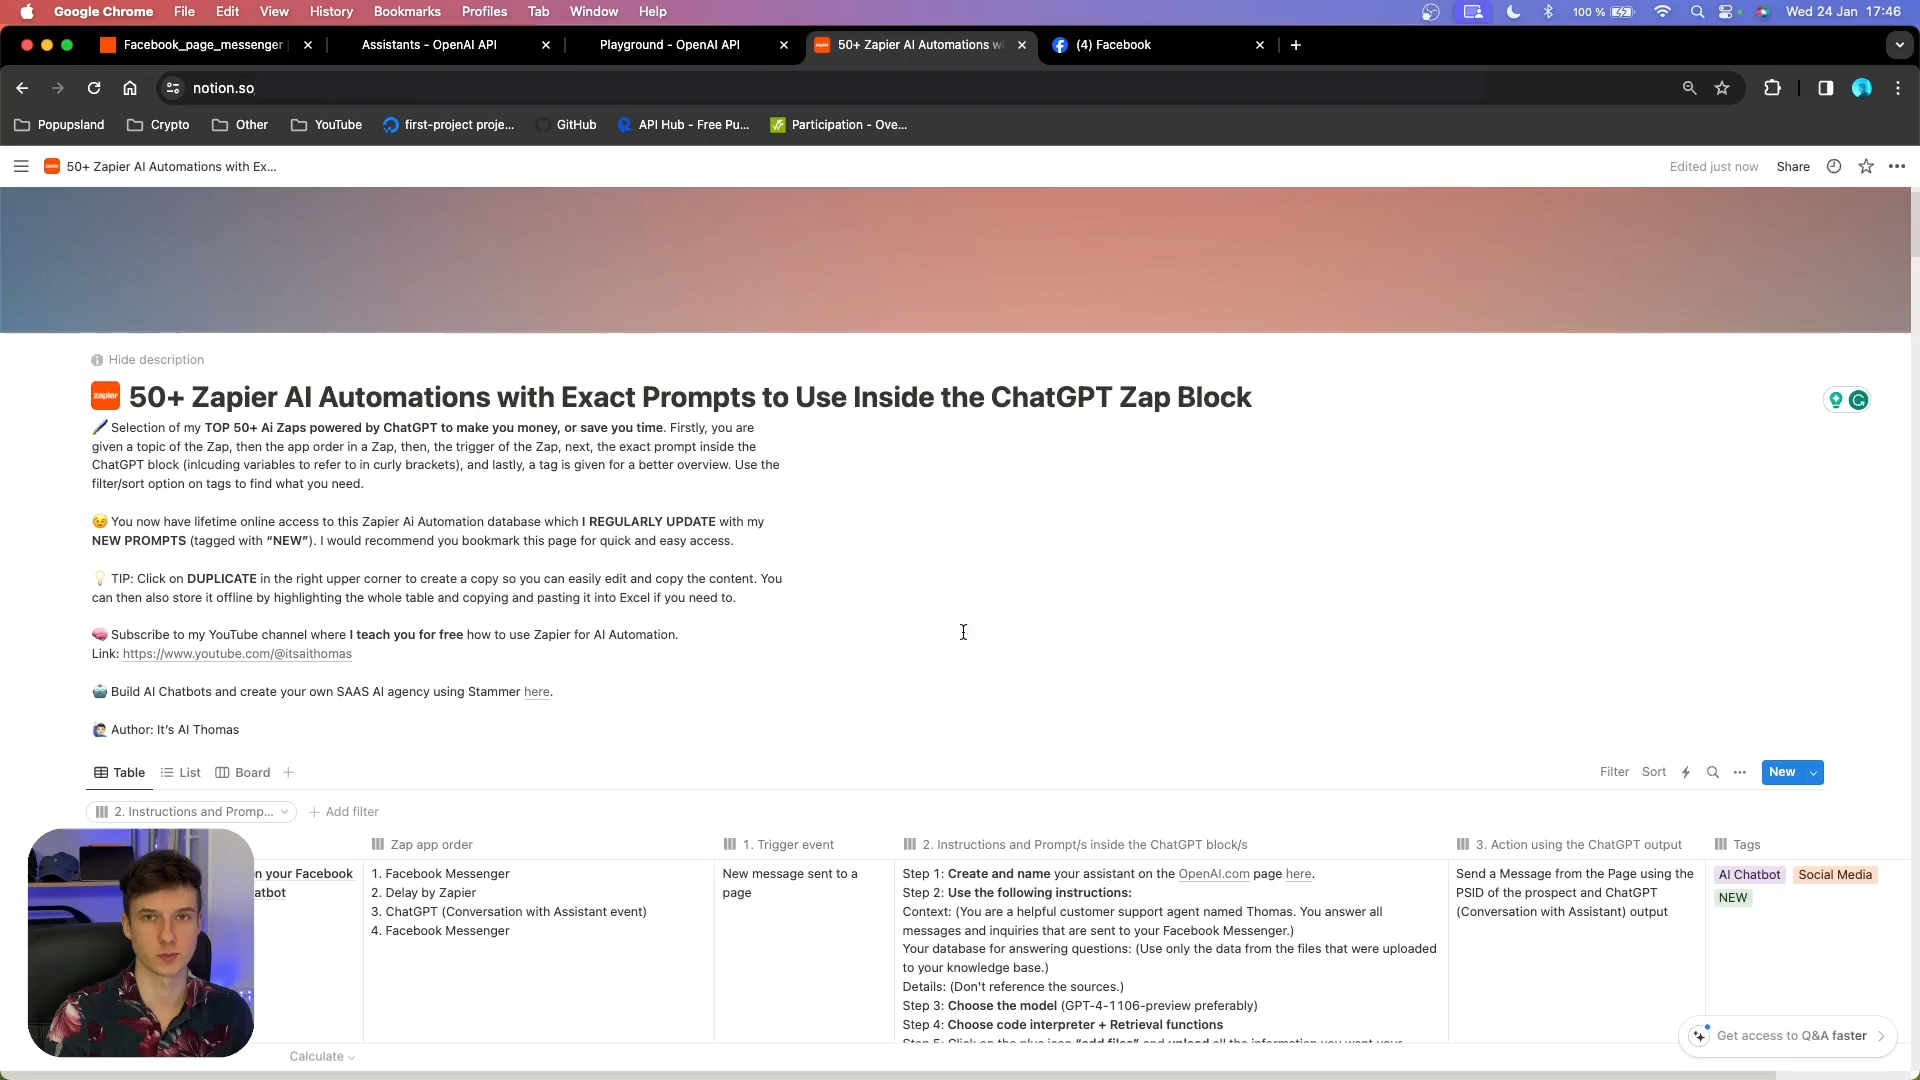 Google Chrome File Edit View History Bookmarks Profiles Tab Window Help 100 % Wed 24 Jan 17:46
Facebook_page_messenger Assistants - OpenAI API Playground - OpenAI API 50+ Zapier AI Automations wi (4) Facebook
notion.so
Popupsland Crypto Other YouTube first-project proje... GitHub API Hub - Free Pu... Participation - Ove...
50+ Zapier AI Automations with Ex... Edited just now Share
Hide description
zapier 50+ Zapier AI Automations with Exact Prompts to Use Inside the ChatGPT Zap Block
Selection of my TOP 50+ Ai Zaps powered by ChatGPT to make you money, or save you time. Firstly, you are
given a topic of the Zap, then the app order in a Zap, then, the trigger of the Zap, next, the exact prompt inside the
ChatGPT block (inlcuding variables to refer to in curly brackets), and lastly, a tag is given for a better overview. Use the
filter/sort option on tags to find what you need.
😉 You now have lifetime online access to this Zapier Ai Automation database which I REGULARLY UPDATE with my
NEW PROMPTS (tagged with “NEW”). I would recommend you bookmark this page for quick and easy access.
💡 TIP: Click on DUPLICATE in the right upper corner to create a copy so you can easily edit and copy the content. You
can then also store it offline by highlighting the whole table and copying and pasting it into Excel if you need to.
🧠 Subscribe to my YouTube channel where I teach you for free how to use Zapier for AI Automation.
Link: https://www.youtube.com/@itsaithomas
🤖 Build AI Chatbots and create your own SAAS AI agency using Stammer here.
🙋🏻‍♂️ Author: It’s AI Thomas
Table List Board Filter Sort New
2. Instructions and Promp... Add filter
Zap app order 1. Trigger event 2. Instructions and Prompt/s inside the ChatGPT block/s 3. Action using the ChatGPT output Tags
n your Facebook
atbot
1. Facebook Messenger
2. Delay by Zapier
3. ChatGPT (Conversation with Assistant event)
4. Facebook Messenger
New message sent to a
page
Step 1: Create and name your assistant on the OpenAI.com page here.
Step 2: Use the following instructions:
Context: (You are a helpful customer support agent named Thomas. You answer all
messages and inquiries that are sent to your Facebook Messenger.)
Your database for answering questions: (Use only the data from the files that were uploaded
to your knowledge base.)
Details: (Don't reference the sources.)
Step 3: Choose the model (GPT-4-1106-preview preferably)
Step 4: Choose code interpreter + Retrieval functions
Step 5: Click on the plus icon “add files” and upload all the information you want your
Send a Message from the Page using the
PSID of the prospect and ChatGPT
(Conversation with Assistant) output
AI Chatbot Social Media
NEW
Calculate
Get access to Q&A faster